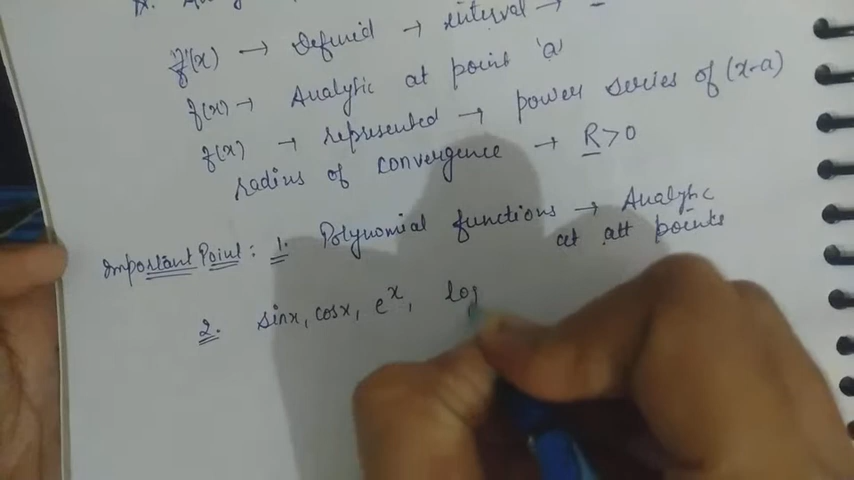 f(x) → Defined → interval → -
f(x) → Analytic at point 'a'
f(x) → represented → power series of (x-a)
radius of convergence → R>0
Important Point: 1. Polynomial functions → Analytic
at all points
2. sinx, cosx, e^x, log